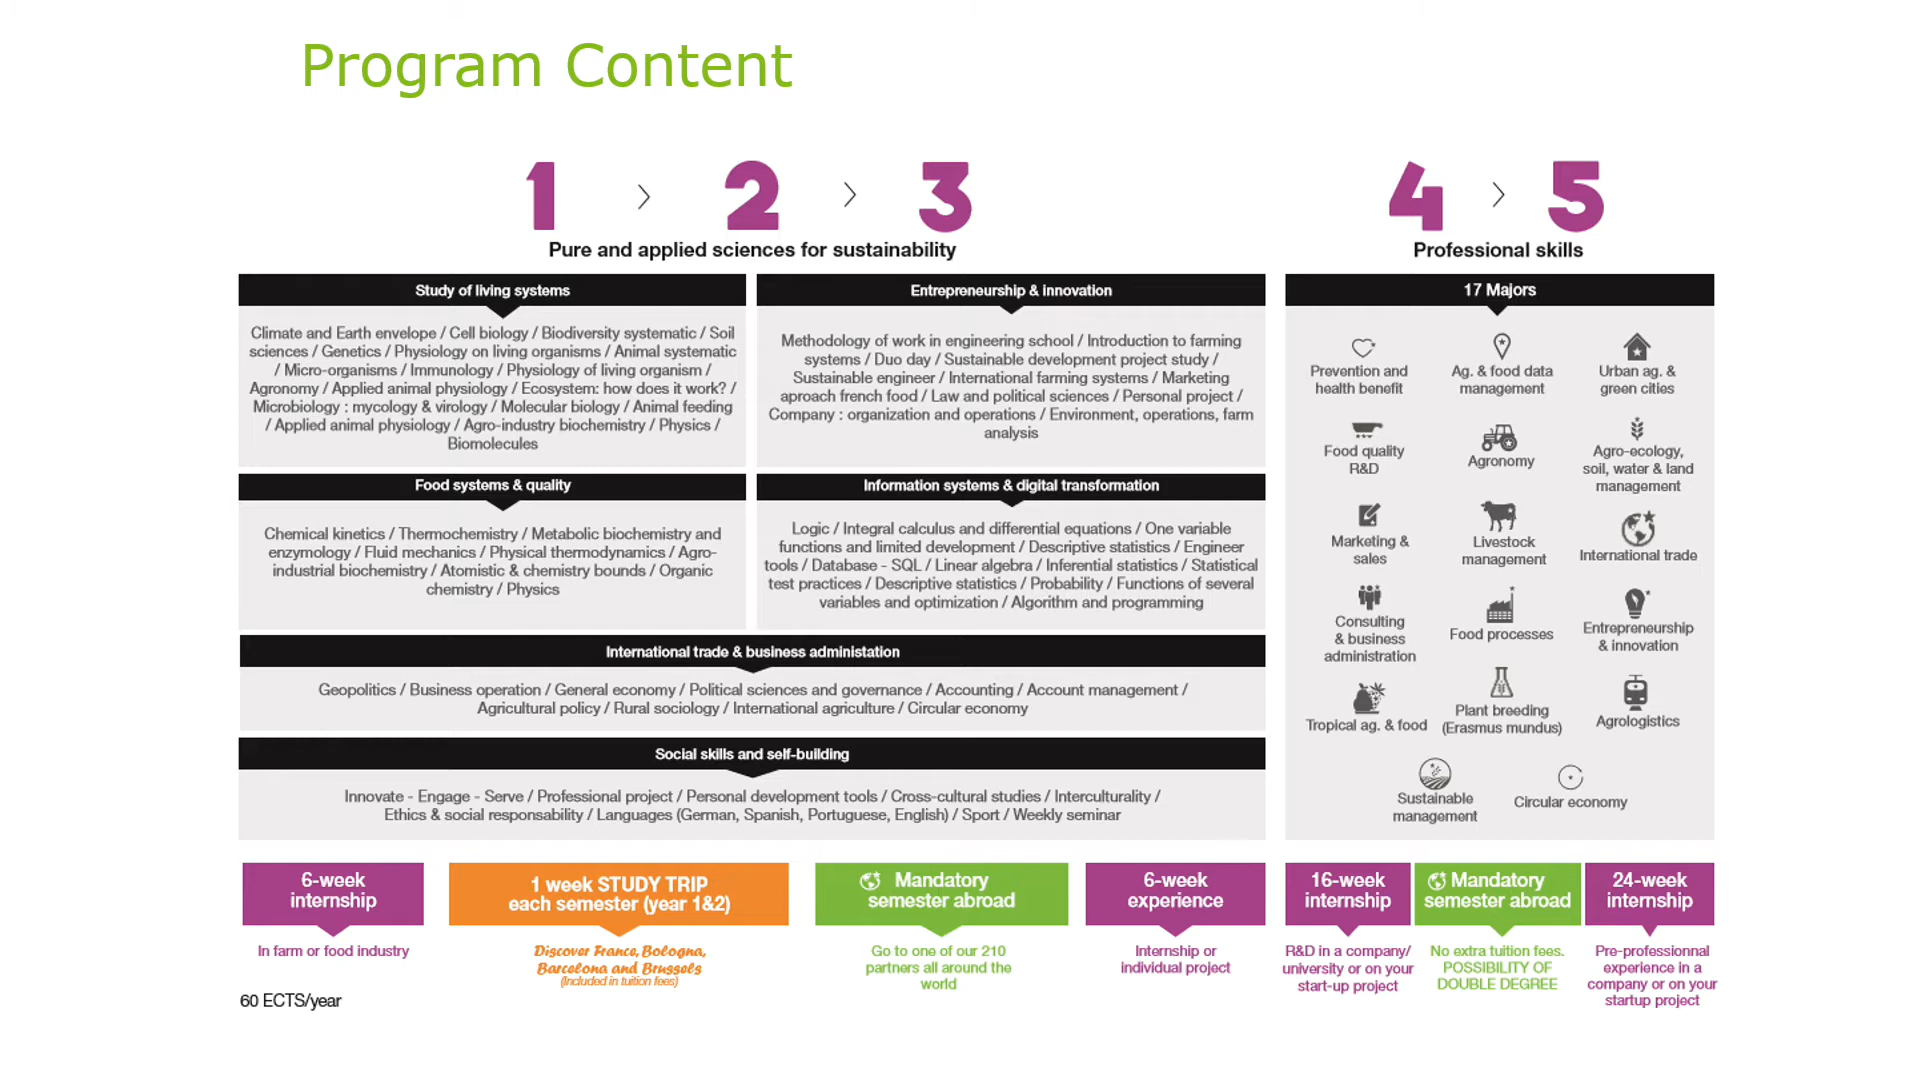 Program Content
1 > 2 > 3
Pure and applied sciences for sustainability
4 > 5
Professional skills
Study of living systems
Climate and Earth envelope / Cell biology / Biodiversity systematic / Soil
sciences / Genetics / Physiology on living organisms / Animal systematic
/ Micro-organisms / Immunology / Physiology of living organism /
Agronomy / Applied animal physiology / Ecosystem: how does it work? /
Microbiology : mycology & virology / Molecular biology / Animal feeding
/ Applied animal physiology / Agro-industry biochemistry / Physics /
Biomolecules
Entrepreneurship & innovation
Methodology of work in engineering school / Introduction to farming
systems / Duo day / Sustainable development project study /
Sustainable engineer / International farming systems / Marketing
aproach french food / Law and political sciences / Personal project /
Company : organization and operations / Environment, operations, farm
analysis
Food systems & quality
Chemical kinetics / Thermochemistry / Metabolic biochemistry and
enzymology / Fluid mechanics / Physical thermodynamics / Agro-
industrial biochemistry / Atomistic & chemistry bounds / Organic
chemistry / Physics
Information systems & digital transformation
Logic / Integral calculus and differential equations / One variable
functions and limited development / Descriptive statistics / Engineer
tools / Database - SQL / Linear algebra / Inferential statistics / Statistical
test practices / Descriptive statistics / Probability / Functions of several
variables and optimization / Algorithm and programming
International trade & business administation
Geopolitics / Business operation / General economy / Political sciences and governance / Accounting / Account management /
Agricultural policy / Rural sociology / International agriculture / Circular economy
Social skills and self-building
Innovate - Engage - Serve / Professional project / Personal development tools / Cross-cultural studies / Interculturality /
Ethics & social responsability / Languages (German, Spanish, Portuguese, English) / Sport / Weekly seminar
17 Majors
Prevention and
health benefit
Ag. & food data
management
Urban ag. &
green cities
Food quality
R&D
Agronomy
Agro-ecology,
soil, water & land
management
Marketing &
sales
Livestock
management
International trade
Consulting
& business
administration
Food processes
Entrepreneurship
& innovation
Tropical ag. & food
Plant breeding
(Erasmus mundus)
Agrologistics
Sustainable
management
Circular economy
6-week
internship
In farm or food industry
1 week STUDY TRIP
each semester (year 1&2)
Discover France, Bologna,
Barcelona and Brussels
(Included in tuition fees)
Mandatory
semester abroad
Go to one of our 210
partners all around the
world
6-week
experience
Internship or
individual project
16-week
internship
R&D in a company/
university or on your
start-up project
Mandatory
semester abroad
No extra tuition fees.
POSSIBILITY OF
DOUBLE DEGREE
24-week
internship
Pre-professionnal
experience in a
company or on your
startup project
60 ECTS/year